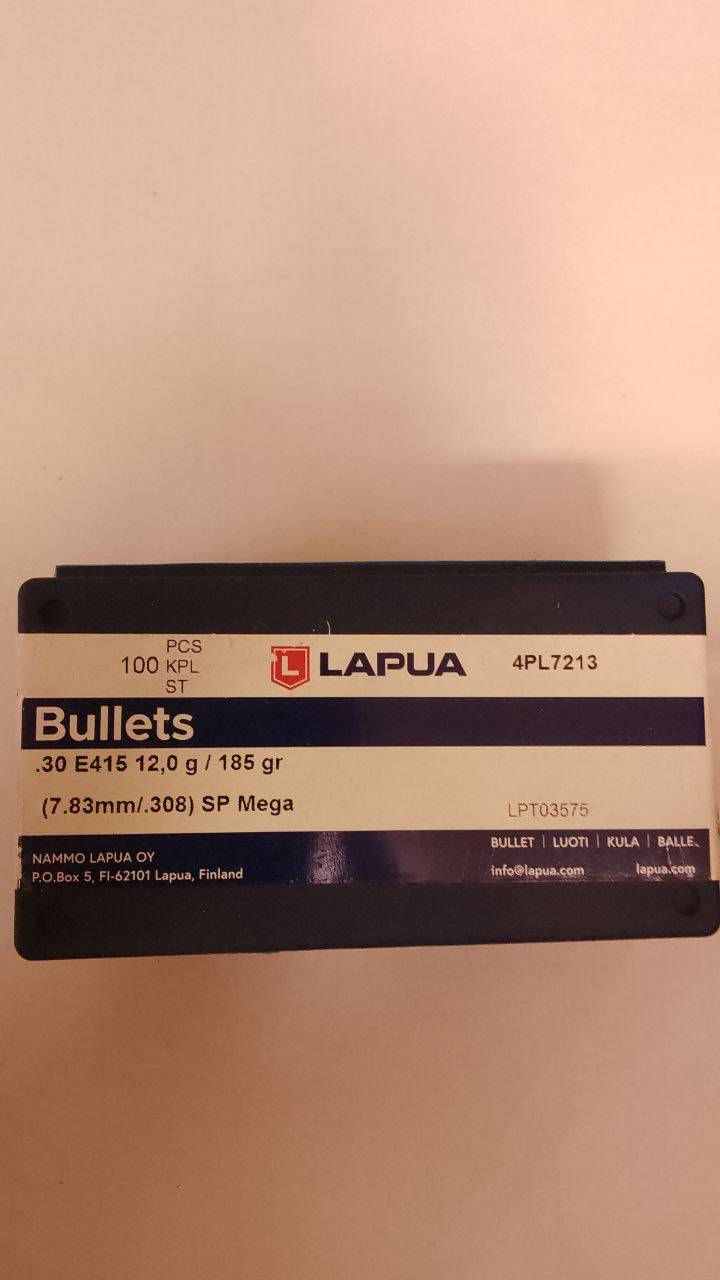 100 PCS KPL ST
L LAPUA
4PL7213
Bullets
.30 E415 12,0 g / 185 gr
(7.83mm/.308) SP Mega
LPT03575
BULLET | LUOTI | KULA | BALLE
NAMMO LAPUA OY
P.O.Box 5, FI-62101 Lapua, Finland
info@lapua.com
lapua.com